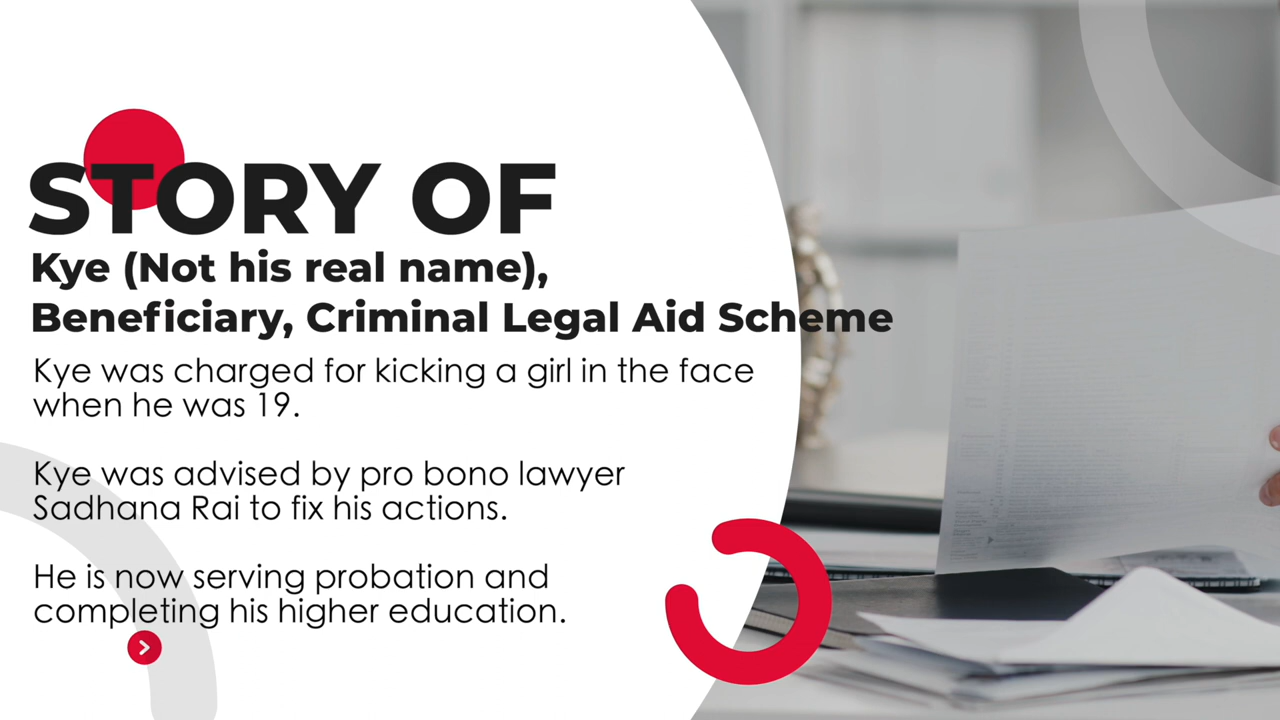 STORY OF
Kye (Not his real name),
Beneficiary, Criminal Legal Aid Scheme
Kye was charged for kicking a girl in the face
when he was 19.
Kye was advised by pro bono lawyer
Sadhana Rai to fix his actions.
He is now serving probation and
completing his higher education.